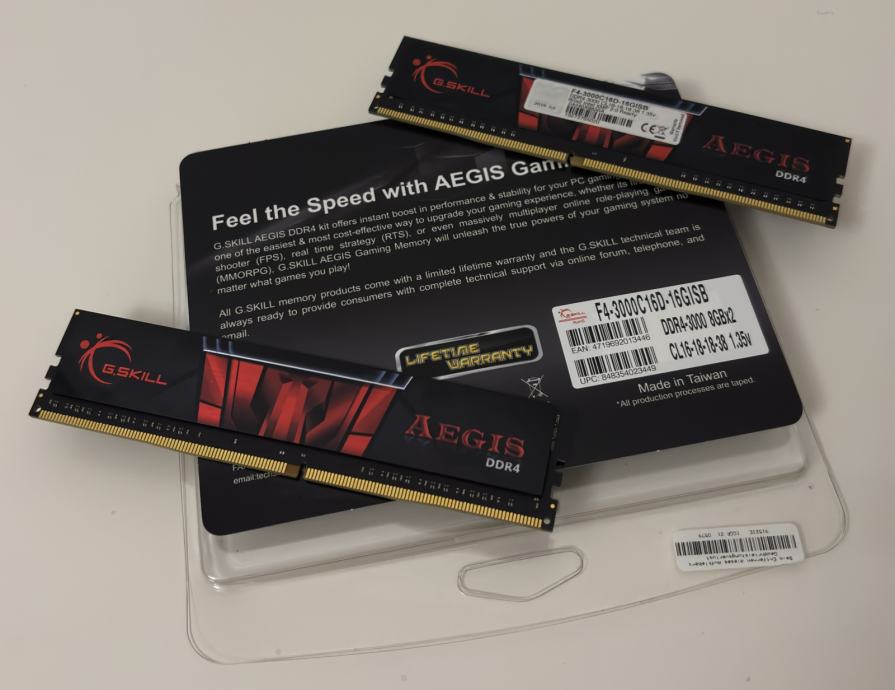 G.SKILL
F4-3000C16D-16GISB
AEGIS
DDR4
Feel the Speed with AEGIS
G.SKILL AEGIS DDR4 kit offers instant boost in performance & stability for your PC
one of the easiest & most cost-effective way to upgrade your gaming experience, whether its
shooter (FPS), real time strategy (RTS), or even massively multiplayer online role-playing
(MMORPG). G.SKILL AEGIS Gaming Memory will unleash the true powers of your gaming system no
matter what games you play!
All G.SKILL memory products come with a limited lifetime warranty and the G.SKILL technical team is
always ready to provide consumers with complete technical support via online forum, telephone, and
email.
F4-3000C16D-16GISB
DDR4-3000 8GBx2
EAN: 4719692013446
CL16-18-18-38 1.35v
UPC: 848354023449
LIFETIME
WARRANTY
Made in Taiwan
*All production processes are taped.
G.SKILL
AEGIS
DDR4